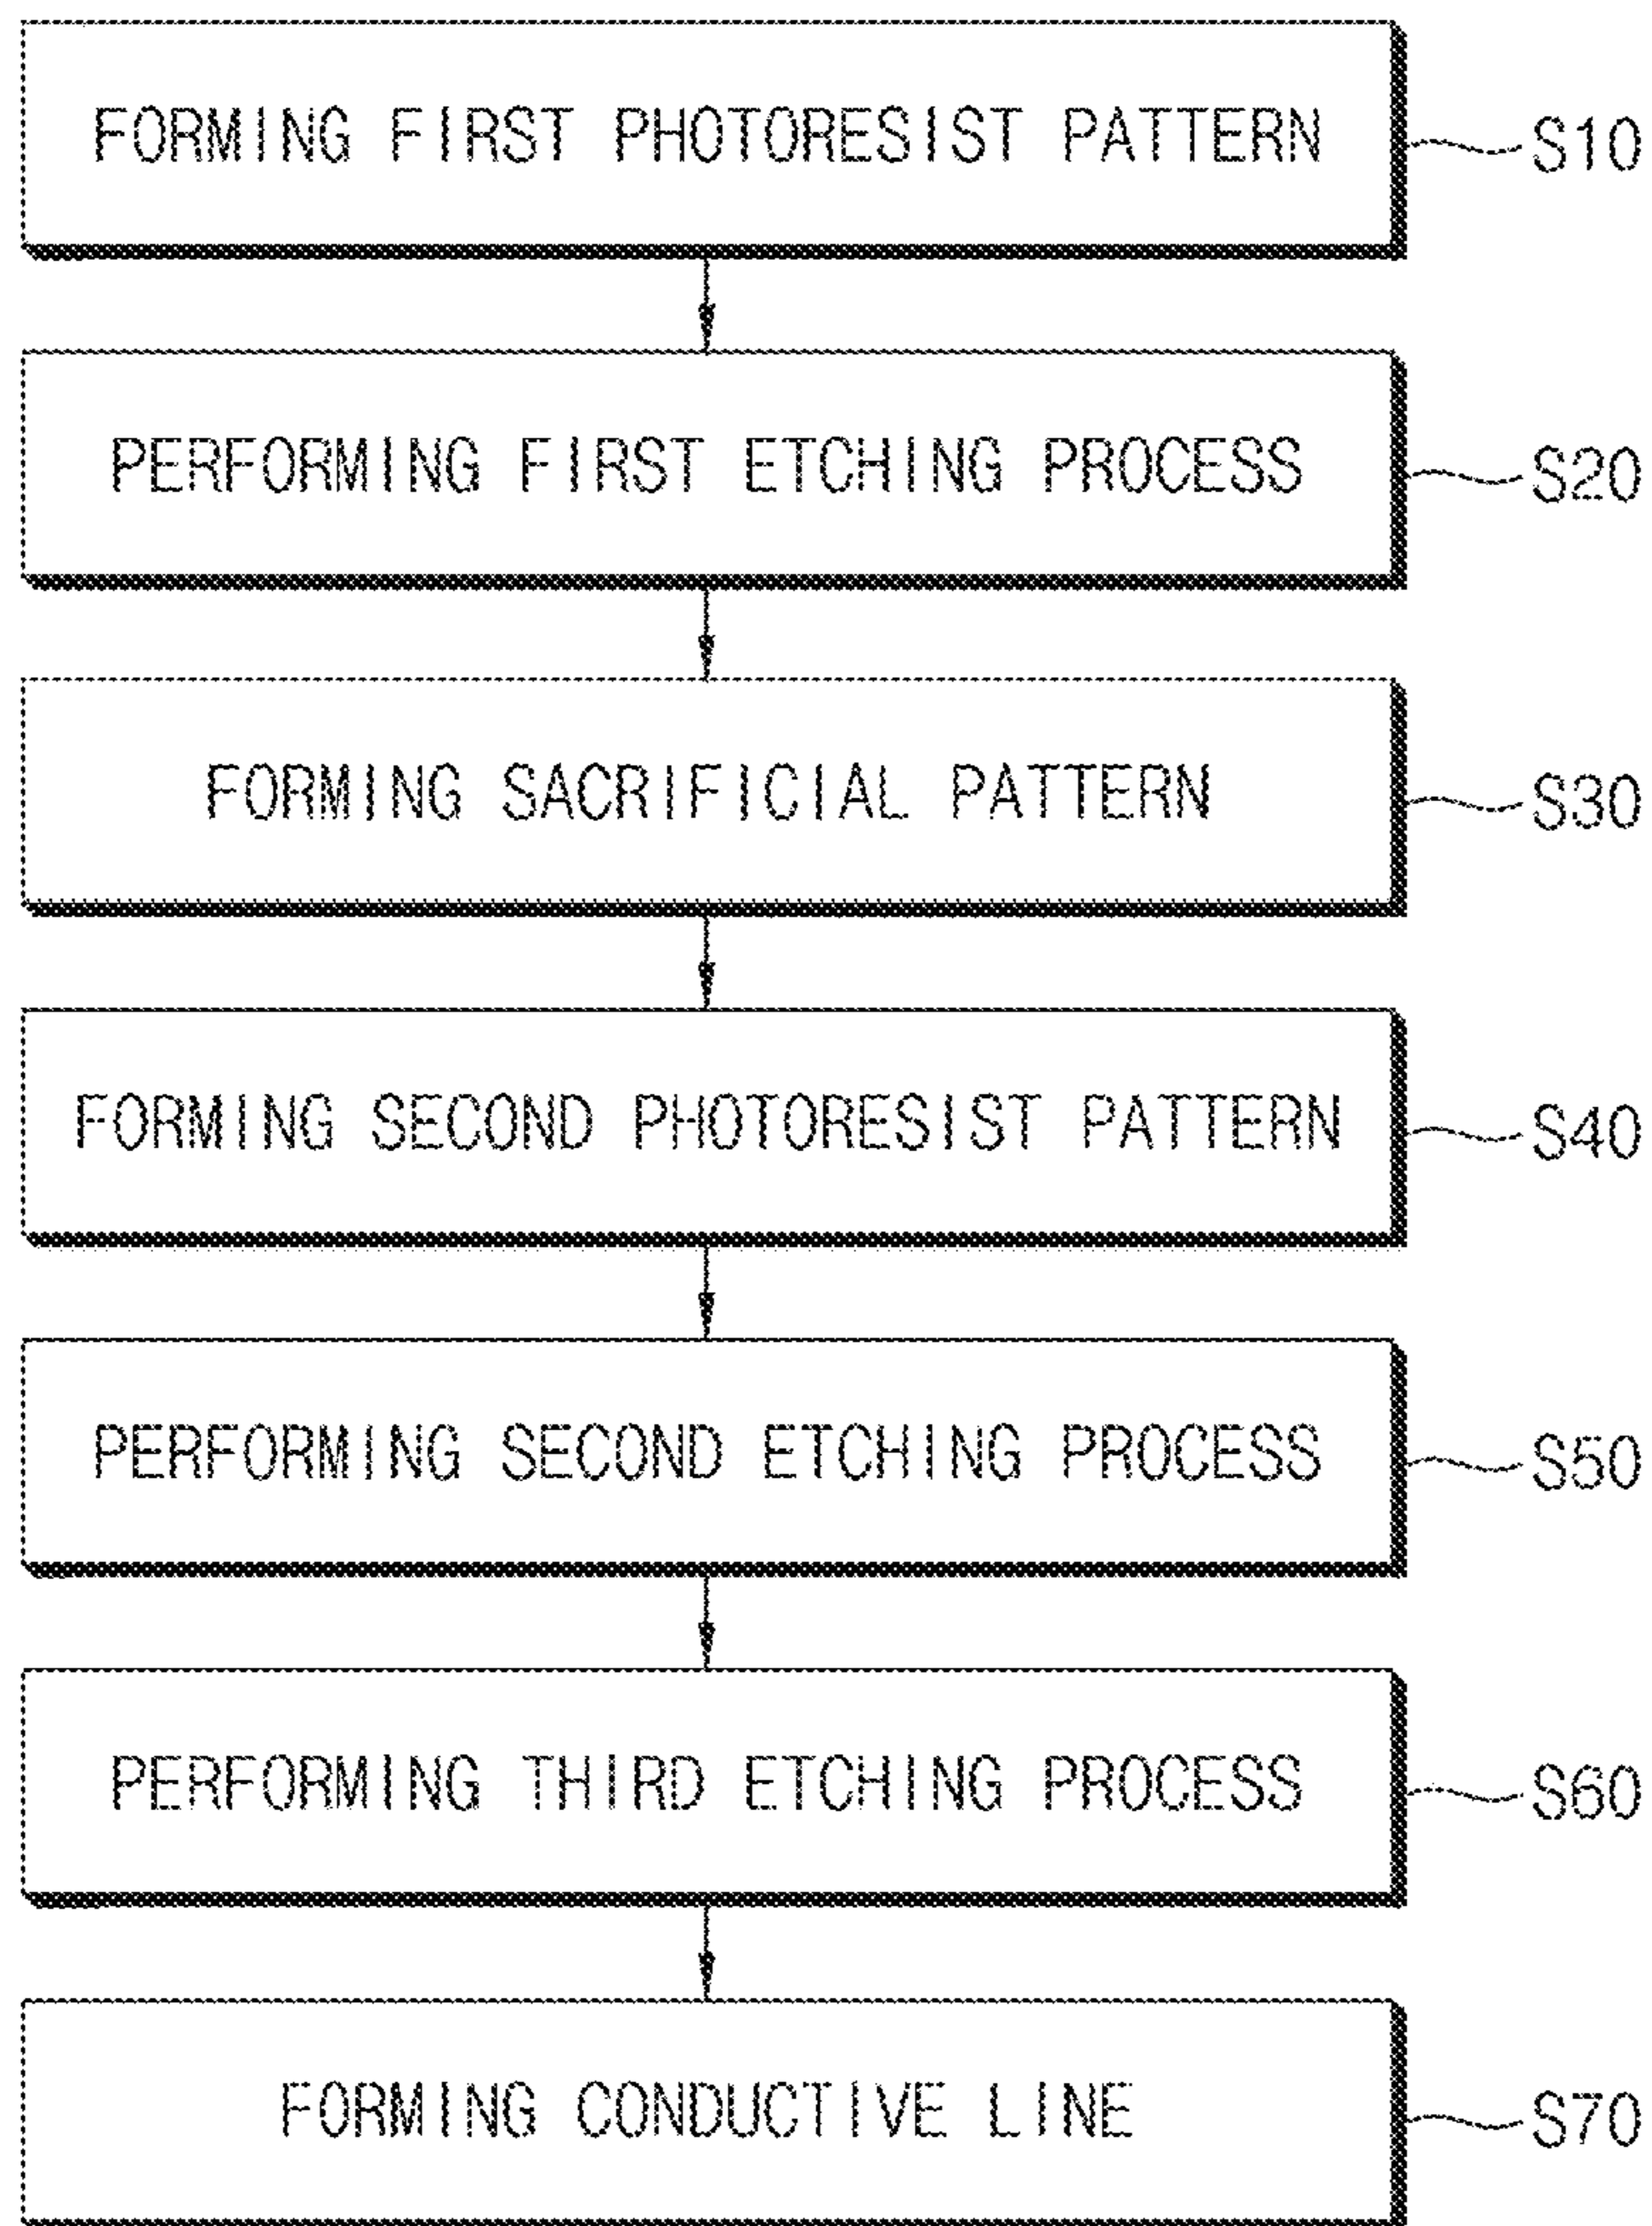 FORMING FIRST PHOTORESIST PATTERN S10
PERFORMING FIRST ETCHING PROCESS S20
FORMING SACRIFICIAL PATTERN S30
FORMING SECOND PHOTORESIST PATTERN S40
PERFORMING SECOND ETCHING PROCESS S50
PERFORMING THIRD ETCHING PROCESS S60
FORMING CONDUCTIVE LINE S70